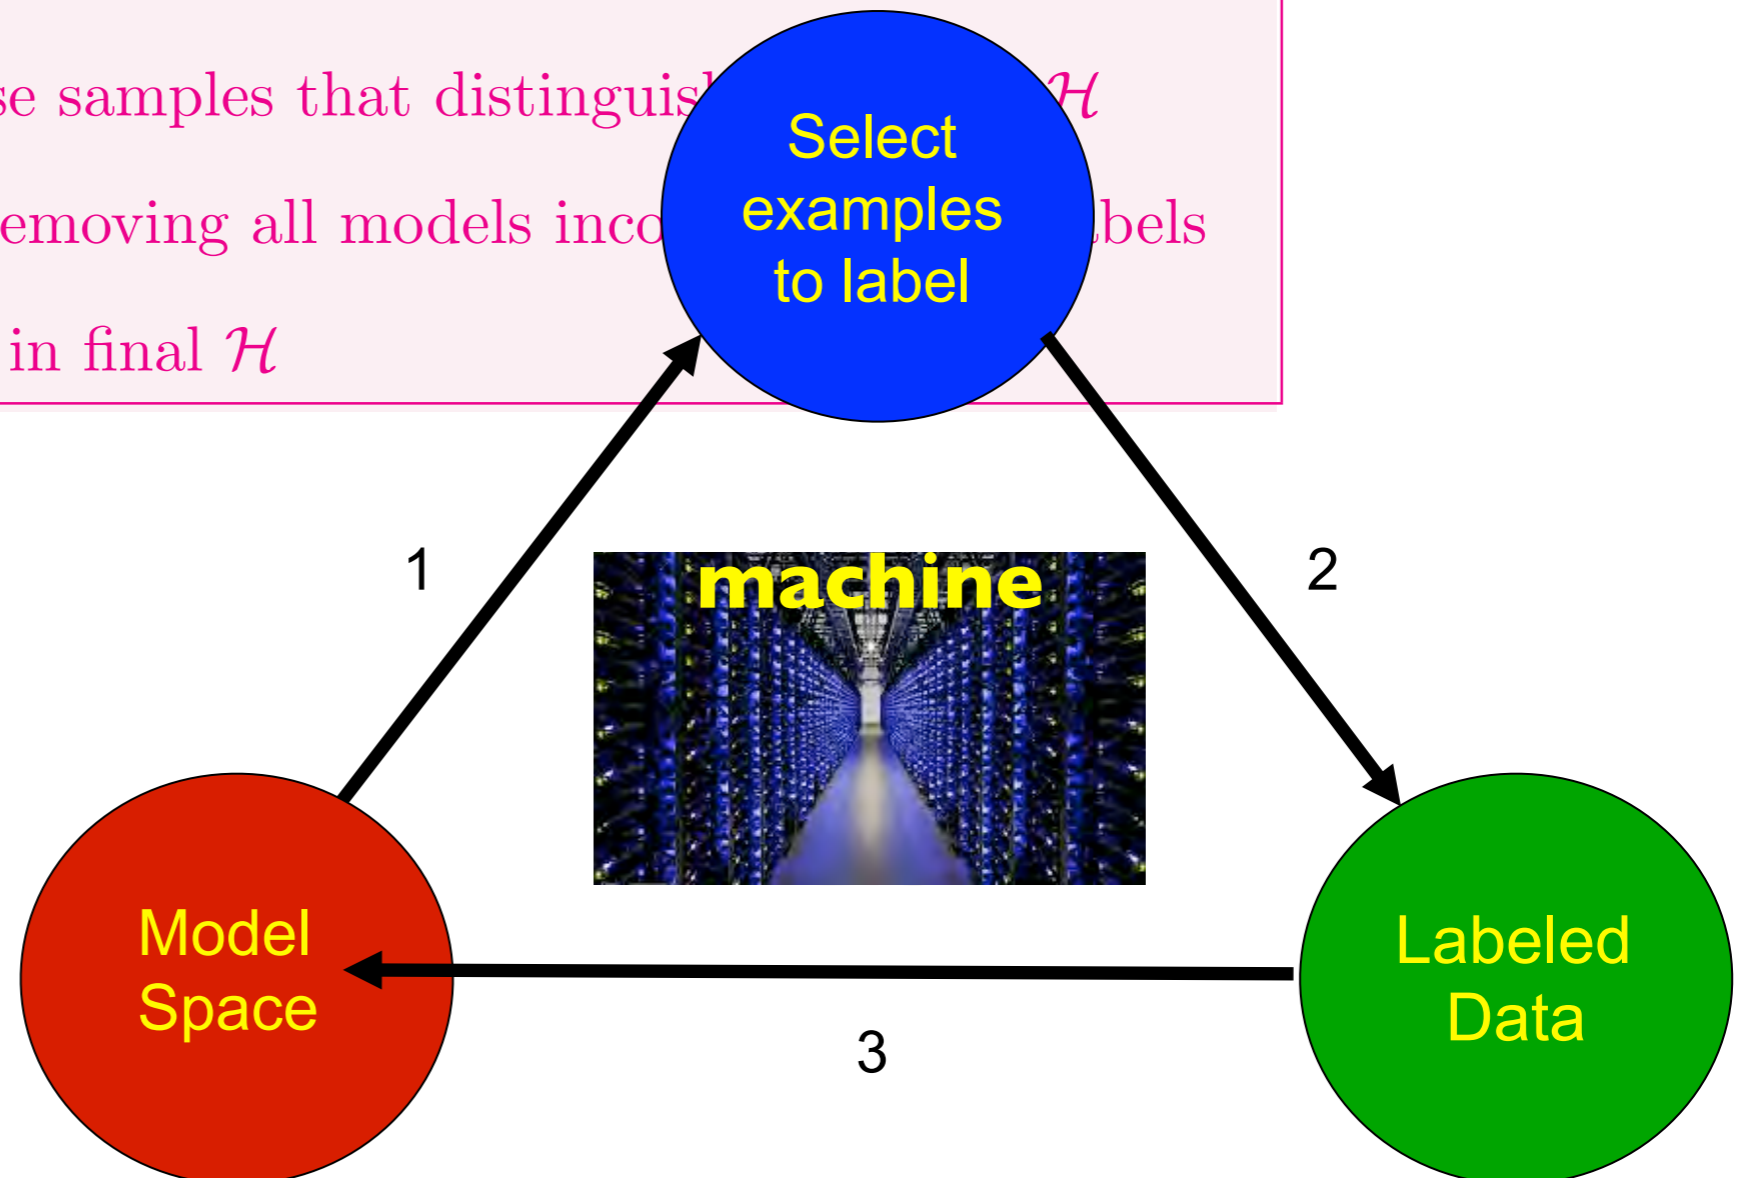 se samples that distinguis H
Select
examples
to label
emoving all models inco bels
in final H
1
2
machine
Model
Space
Labeled
Data
3